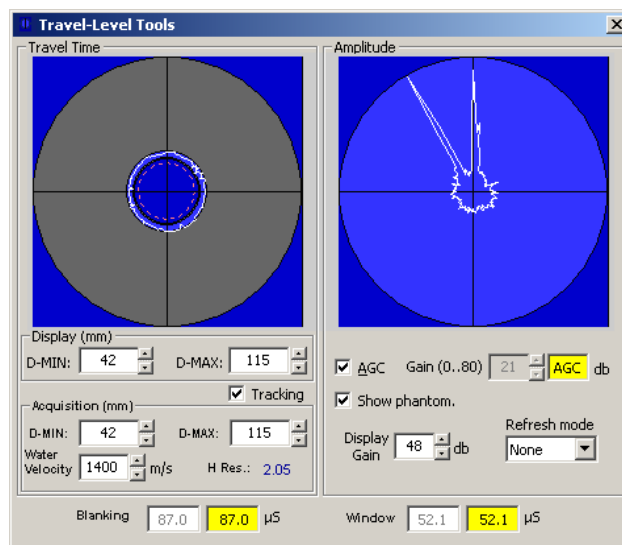 Travel-Level Tools
Travel Time
Amplitude
Display (mm)
D-MIN: 42 D-MAX: 115
Tracking
Acquisition (mm)
D-MIN: 42 D-MAX: 115
Water
Velocity 1400 m/s H Res.: 2.05
AGC Gain (0..80) 21 AGC db
Show phantom.
Display
Gain 48 db
Refresh mode
None
Blanking 87.0 87.0 µS Window 52.1 52.1 µS